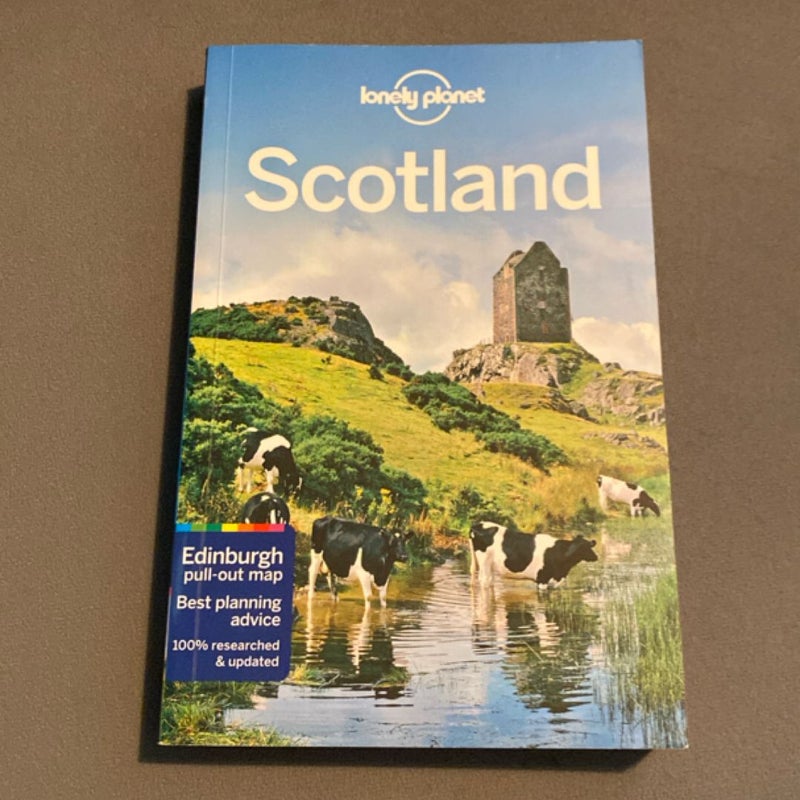 lonely planet
Scotland
Edinburgh
pull-out map
Best planning
advice
100% researched
& updated